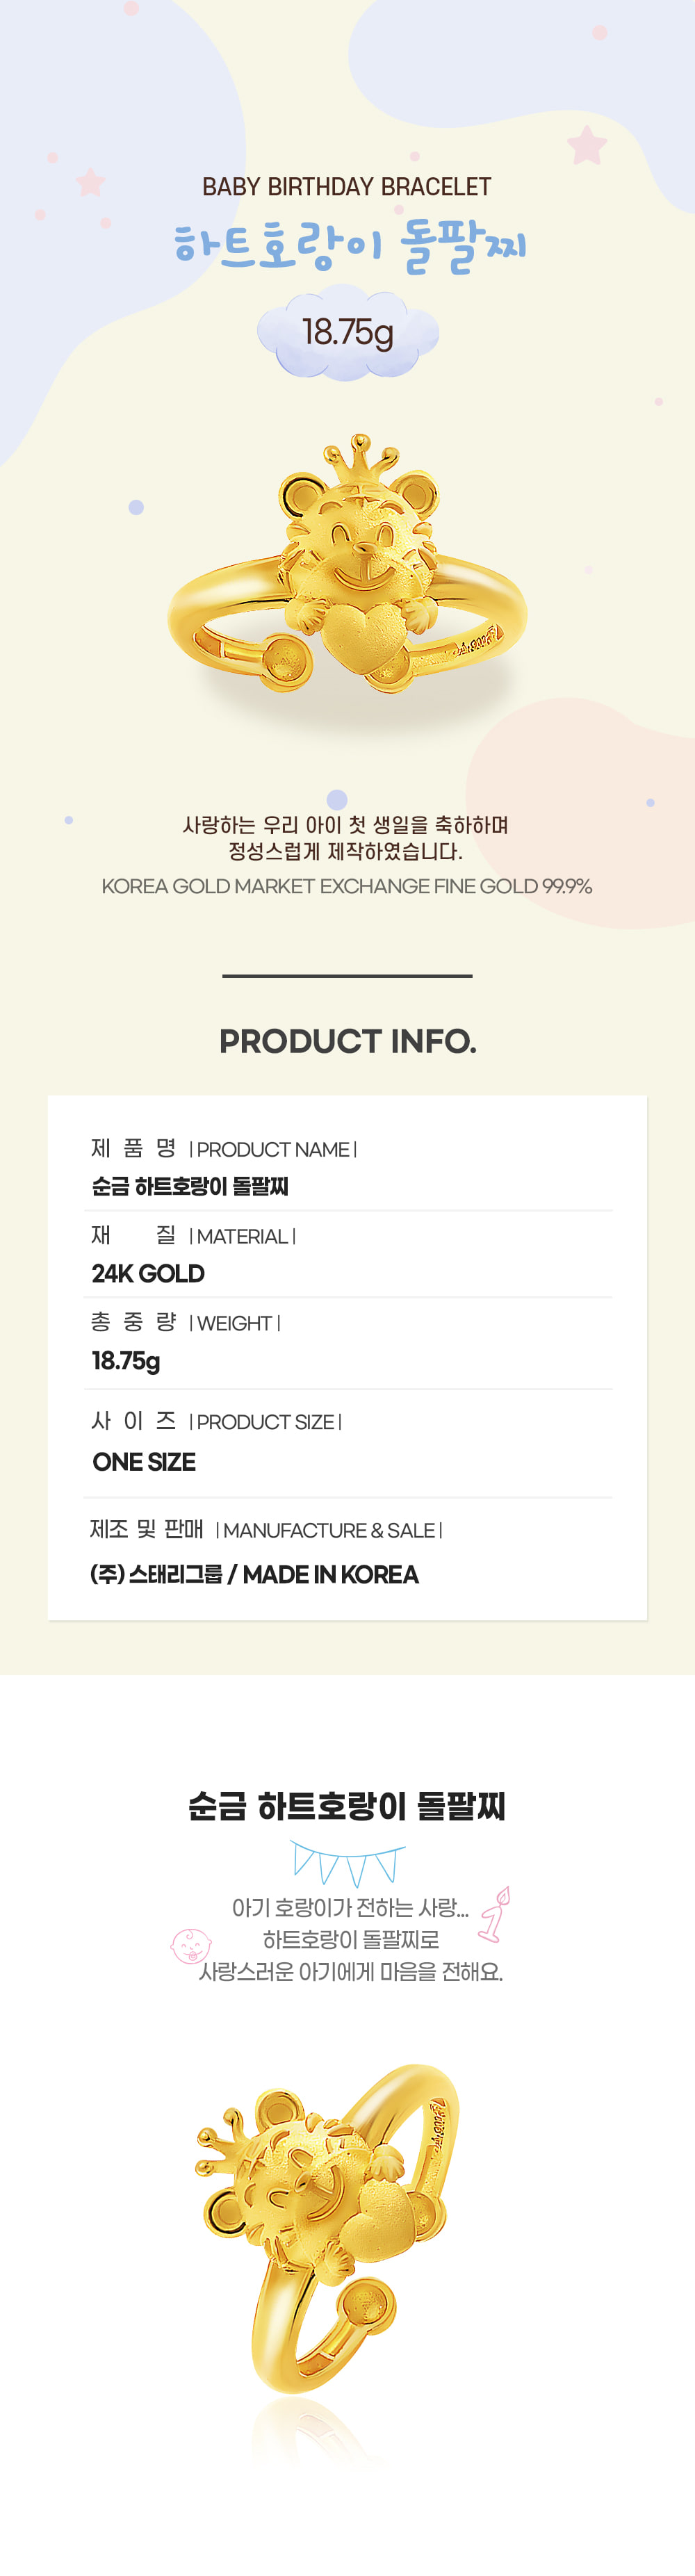 BABY BIRTHDAY BRACELET
하트호랑이 돌팔찌
18.75g
사랑하는 우리 아이 첫 생일을 축하하며
정성스럽게 제작하였습니다.
KOREA GOLD MARKET EXCHANGE FINE GOLD 99.9%
PRODUCT INFO.
제 품 명 | PRODUCT NAME |
순금 하트호랑이 돌팔찌
재 질 | MATERIAL |
24K GOLD
총 중 량 | WEIGHT |
18.75g
사 이 즈 | PRODUCT SIZE |
ONE SIZE
제조 및 판매 | MANUFACTURE & SALE |
(주) 스태리그룹 / MADE IN KOREA
순금 하트호랑이 돌팔찌
아기 호랑이가 전하는 사랑...
하트호랑이 돌팔찌로
사랑스러운 아기에게 마음을 전해요.